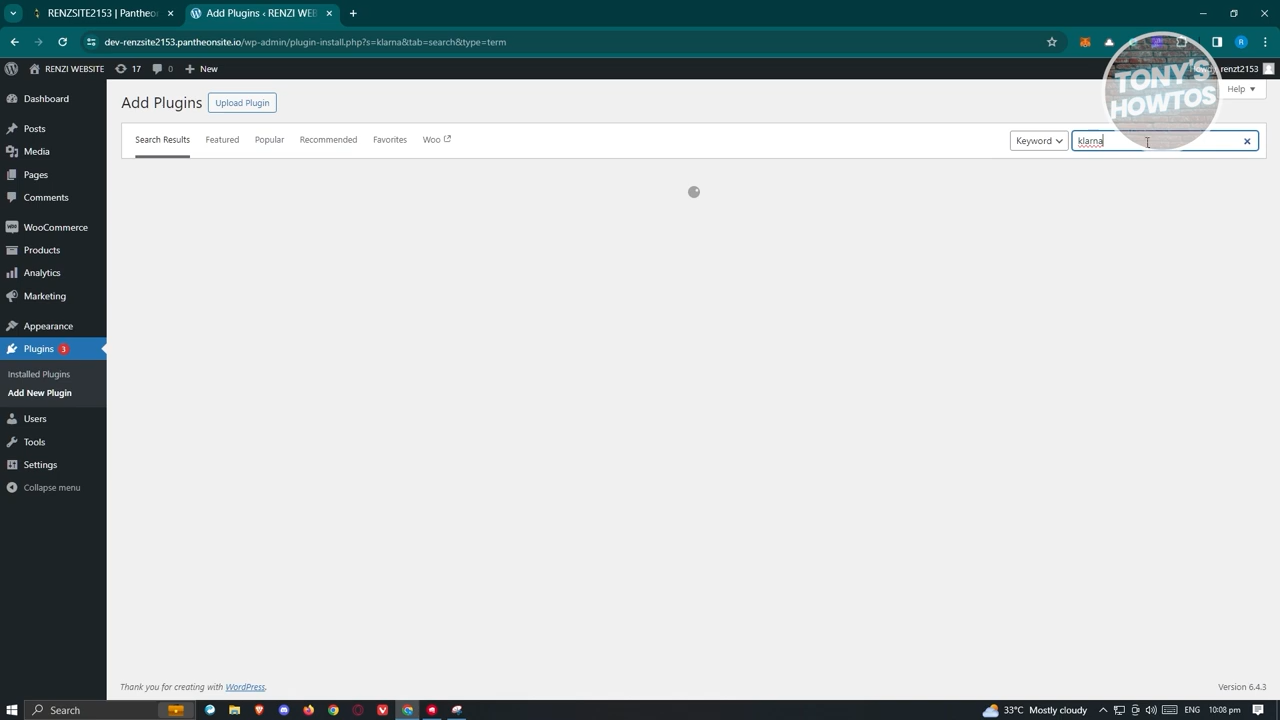 RENZSITE2153 | Pantheo
Add Plugins ‹ RENZI WEB
dev-renzsite2153.pantheonsite.io/wp-admin/plugin-install.php?s=klarna&tab=search&type=term
RENZI WEBSITE
17
0
New
renzt2153
TONY'S
HOWTOS
Help
Dashboard
Posts
Media
Pages
Comments
WooCommerce
Products
Analytics
Marketing
Appearance
Plugins 3
Installed Plugins
Add New Plugin
Users
Tools
Settings
Collapse menu
Add Plugins
Upload Plugin
Search Results
Featured
Popular
Recommended
Favorites
Woo
Keyword
klarna
Thank you for creating with WordPress.
Version 6.4.3
Search
33°C Mostly cloudy
ENG
10:08 pm